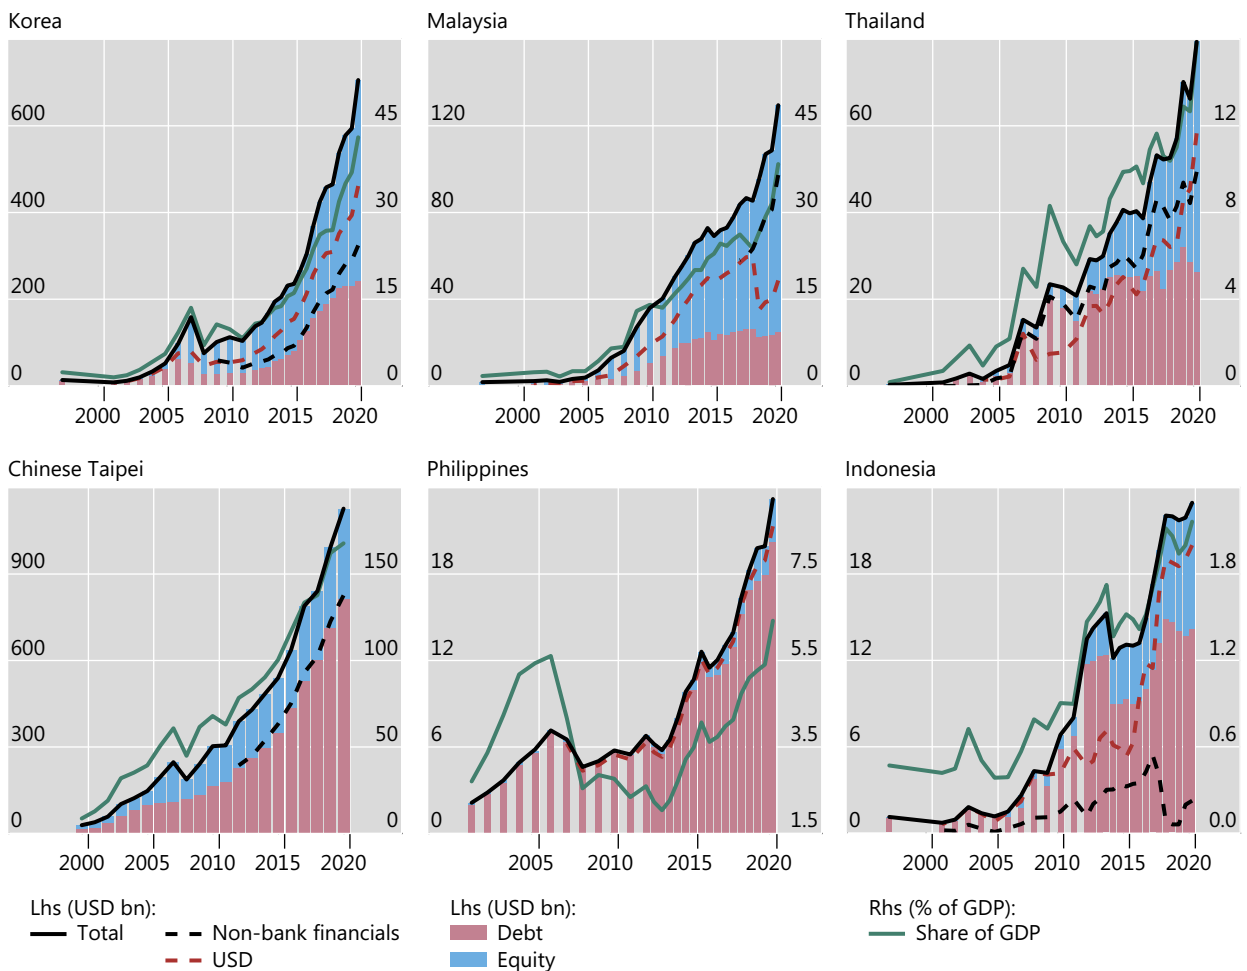 Korea Malaysia Thailand
600 45 120 45 60 12
400 30 80 30 40 8
200 15 40 15 20 4
0 0 0 0 0 0
2000 2005 2010 2015 2020 2000 2005 2010 2015 2020 2000 2005 2010 2015 2020
Chinese Taipei Philippines Indonesia
900 150 18 7.5 18 1.8
600 100 12 5.5 12 1.2
300 50 6 3.5 6 0.6
0 0 0 1.5 0 0.0
2000 2005 2010 2015 2020 2005 2010 2015 2020 2000 2005 2010 2015 2020
Lhs (USD bn): Lhs (USD bn): Rhs (% of GDP):
Total Non-bank financials Debt Share of GDP
USD Equity